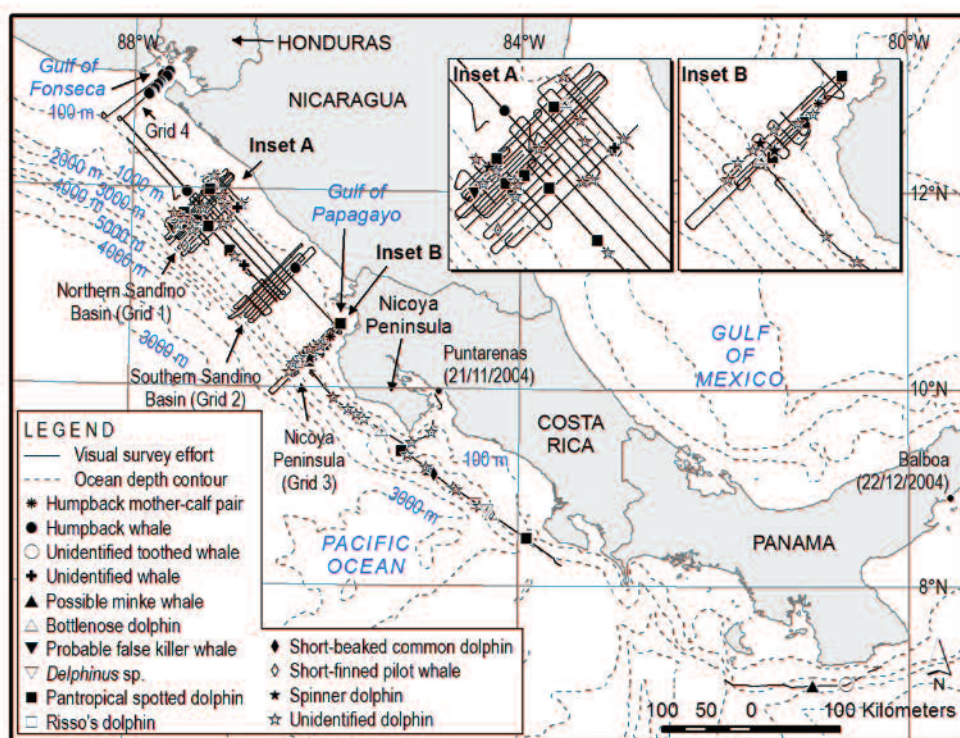 88°W
84°W
80°W
HONDURAS
Gulf of
Fonseca
NICARAGUA
Inset A
Inset B
100 m
Grid 4
Inset A
2000 m
1000 m
3000 m
4000 m
5000 m
4000 m
Gulf of
Papagayo
12°N
Inset B
Northern Sandino
Basin (Grid 1)
Nicoya
Peninsula
3000 m
Southern Sandino
Basin (Grid 2)
Puntarenas
(21/11/2004)
GULF
OF
MEXICO
10°N
COSTA
RICA
Nicoya
Peninsula
(Grid 3)
100 m
Balboa
(22/12/2004)
3000 m
PACIFIC
OCEAN
PANAMA
8°N
LEGEND
Visual survey effort
Ocean depth contour
Humpback mother-calf pair
Humpback whale
Unidentified toothed whale
Unidentified whale
Possible minke whale
Bottlenose dolphin
Probable false killer whale
Delphinus sp.
Pantropical spotted dolphin
Risso's dolphin
Short-beaked common dolphin
Short-finned pilot whale
Spinner dolphin
Unidentified dolphin
N
100 50 0 100 Kilometers